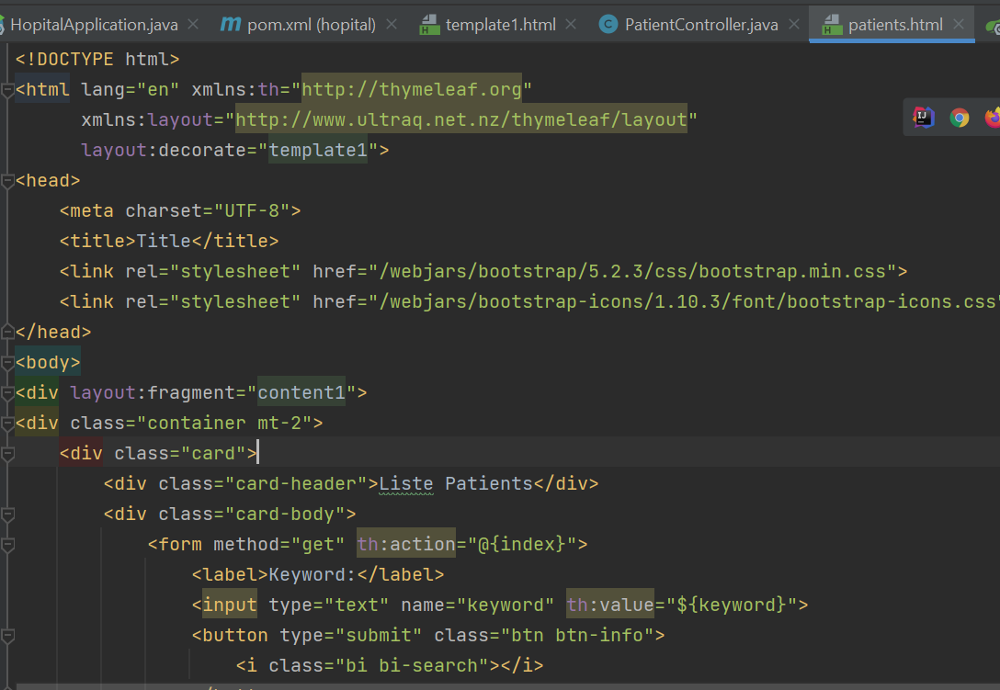 HopitalApplication.java pom.xml (hopital) template1.html PatientController.java patients.html
<!DOCTYPE html>
<html lang="en" xmlns:th="http://thymeleaf.org"
xmlns:layout="http://www.ultraq.net.nz/thymeleaf/layout"
layout:decorate="template1">
<head>
<meta charset="UTF-8">
<title>Title</title>
<link rel="stylesheet" href="/webjars/bootstrap/5.2.3/css/bootstrap.min.css">
<link rel="stylesheet" href="/webjars/bootstrap-icons/1.10.3/font/bootstrap-icons.css"
</head>
<body>
<div layout:fragment="content1">
<div class="container mt-2">
<div class="card">
<div class="card-header">Liste Patients</div>
<div class="card-body">
<form method="get" th:action="@{index}">
<label>Keyword:</label>
<input type="text" name="keyword" th:value="${keyword}">
<button type="submit" class="btn btn-info">
<i class="bi bi-search"></i>